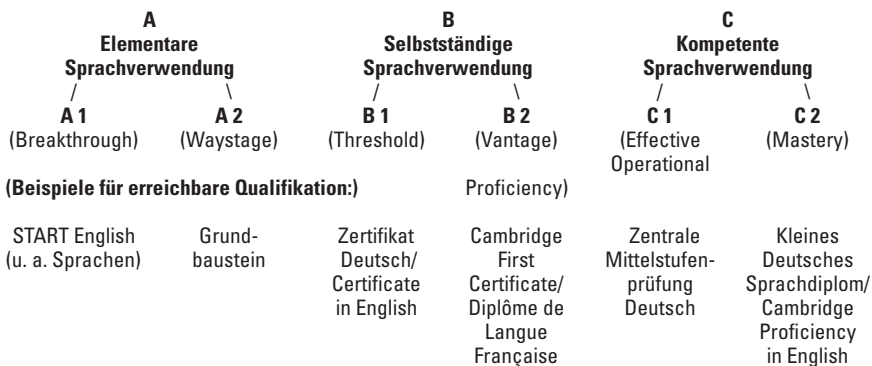 A B C
Elementare Selbstständige Kompetente
Sprachverwendung Sprachverwendung Sprachverwendung
/ \ / \ / \
A 1 A 2 B 1 B 2 C 1 C 2
(Breakthrough) (Waystage) (Threshold) (Vantage) (Effective (Mastery)
Operational
(Beispiele für erreichbare Qualifikation:) Proficiency)
START English Grund- Zertifikat Cambridge Zentrale Kleines
(u. a. Sprachen) baustein Deutsch/ First Mittelstufen- Deutsches
Certificate Certificate/ prüfung Sprachdiplom/
in English Diplôme de Deutsch Cambridge
Langue Proficiency
Française in English